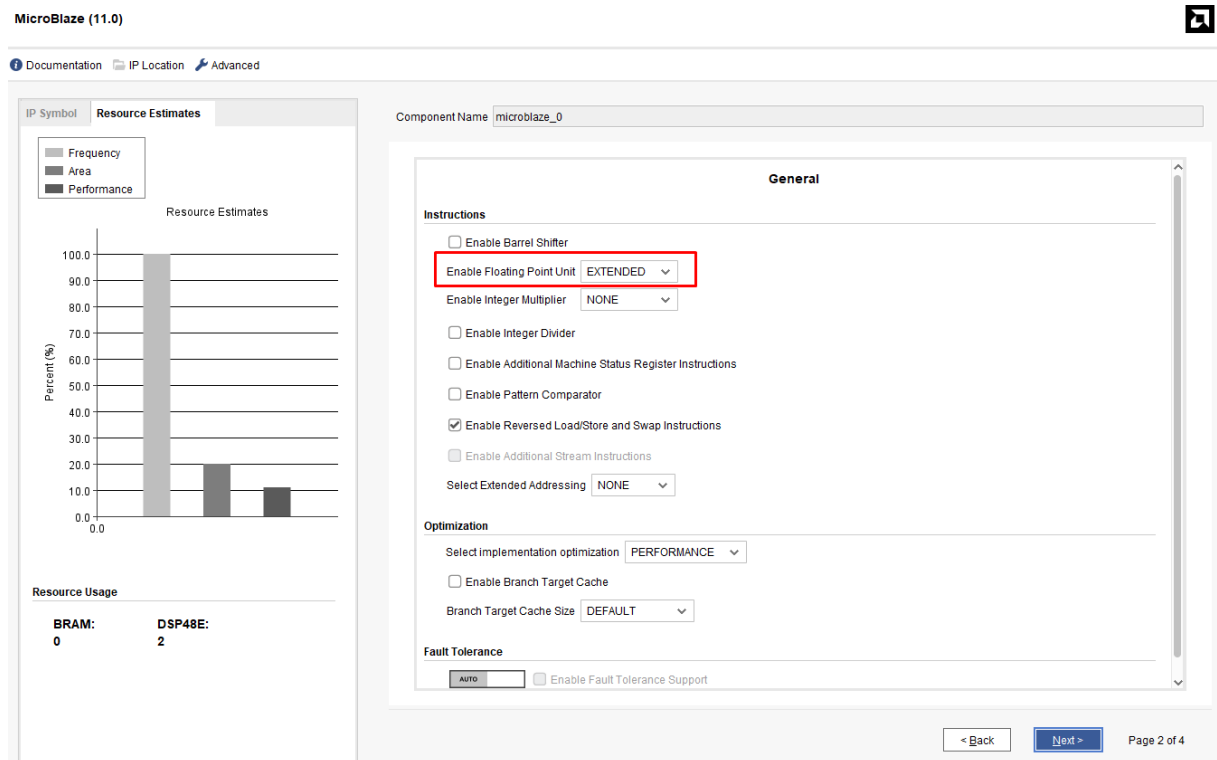 MicroBlaze (11.0)
Documentation IP Location Advanced
IP Symbol Resource Estimates
Frequency
Area
Performance
Resource Estimates
Percent (%)
100.0
90.0
80.0
70.0
60.0
50.0
40.0
30.0
20.0
10.0
0.0
0.0
Resource Usage
BRAM: DSP48E:
0 2
Component Name microblaze_0
General
Instructions
Enable Barrel Shifter
Enable Floating Point Unit EXTENDED
Enable Integer Multiplier NONE
Enable Integer Divider
Enable Additional Machine Status Register Instructions
Enable Pattern Comparator
Enable Reversed Load/Store and Swap Instructions
Enable Additional Stream Instructions
Select Extended Addressing NONE
Optimization
Select implementation optimization PERFORMANCE
Enable Branch Target Cache
Branch Target Cache Size DEFAULT
Fault Tolerance
AUTO Enable Fault Tolerance Support
< Back Next > Page 2 of 4